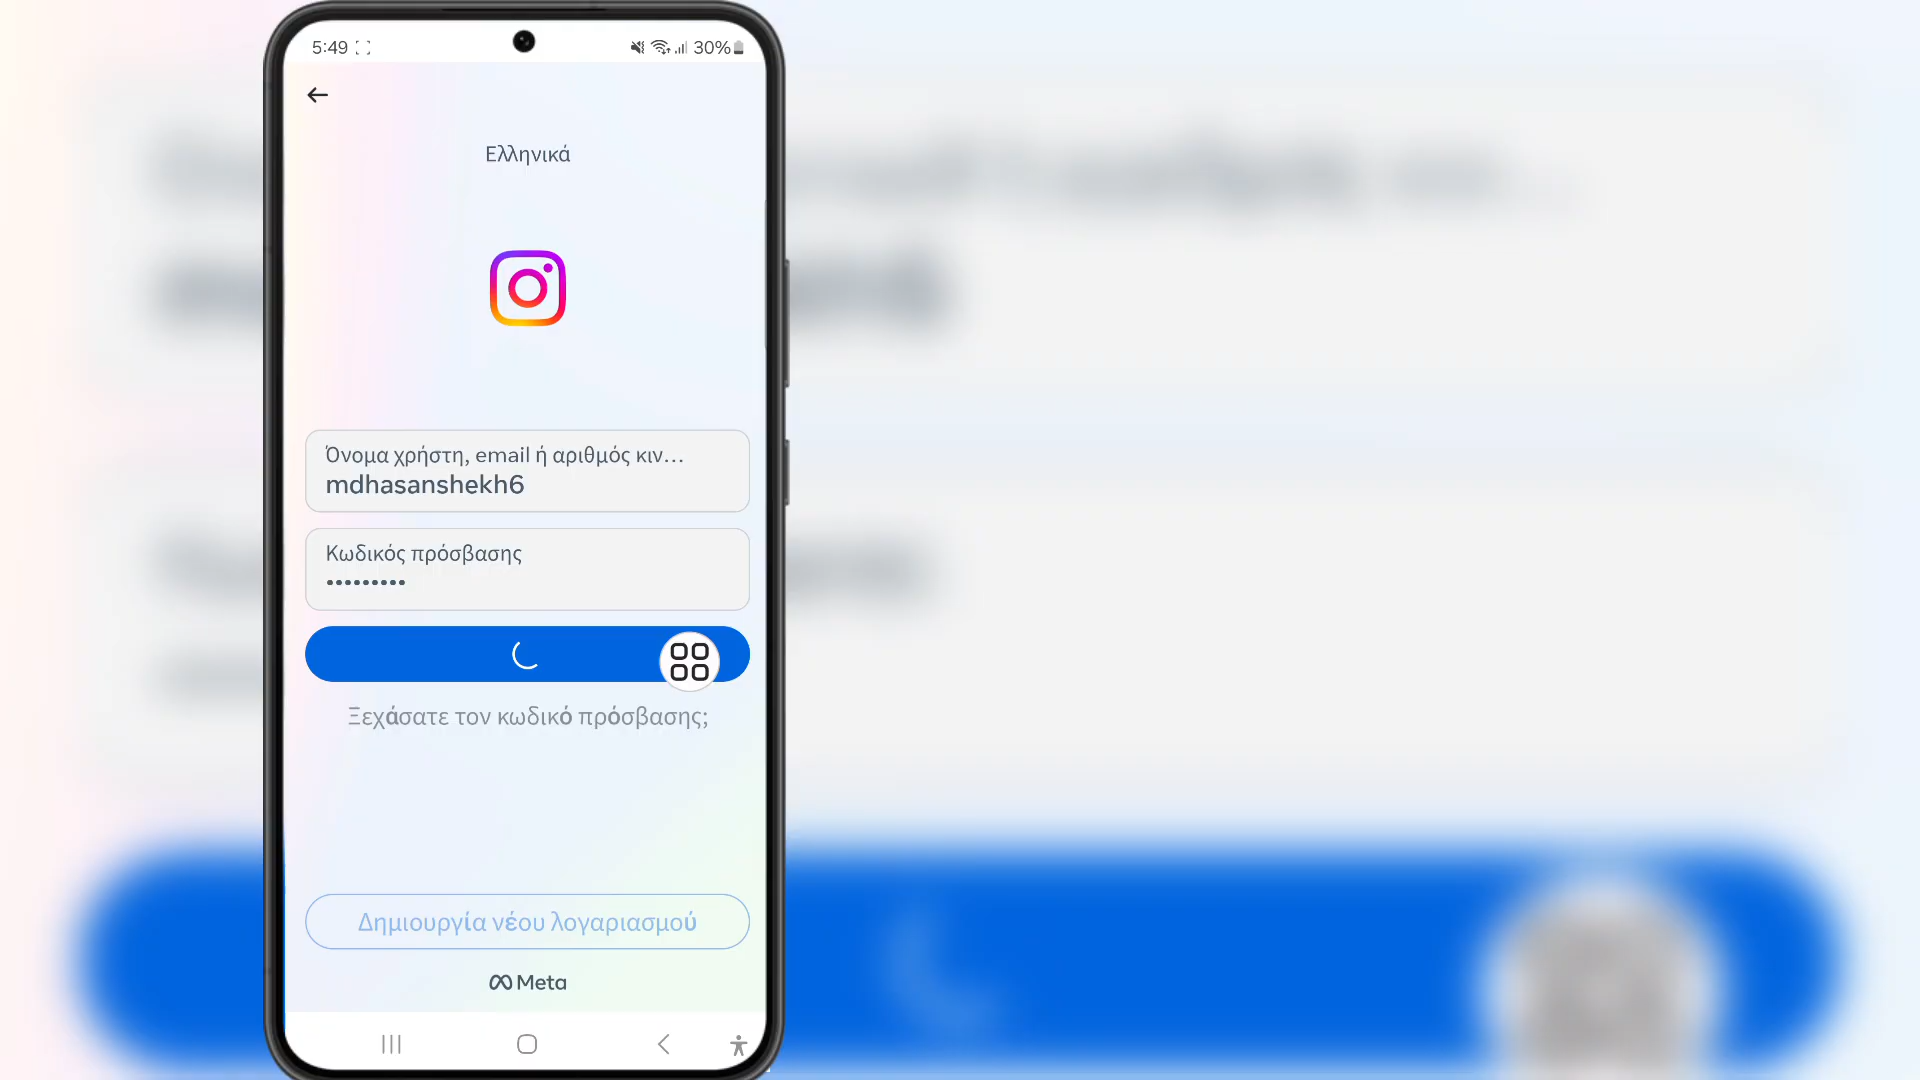 5:49 30%
Ελληνικά
Όνομα χρήστη, email ή αριθμός κιν...
mdhasanshekh6
Κωδικός πρόσβασης
•••••••••
Ξεχάσατε τον κωδικό πρόσβασης;
Δημιουργία νέου λογαριασμού
Meta